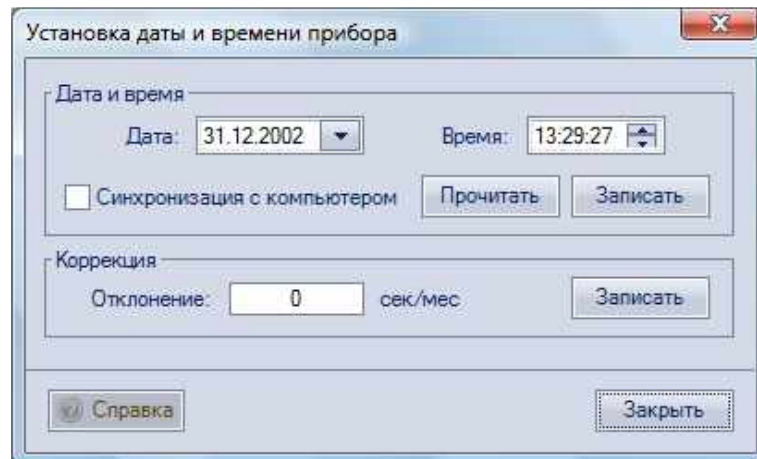 Установка даты и времени прибора
Дата и время
Дата: 31.12.2002 Время: 13:29:27
Синхронизация с компьютером Прочитать Записать
Коррекция
Отклонение: 0 сек/мес Записать
Справка Закрыть